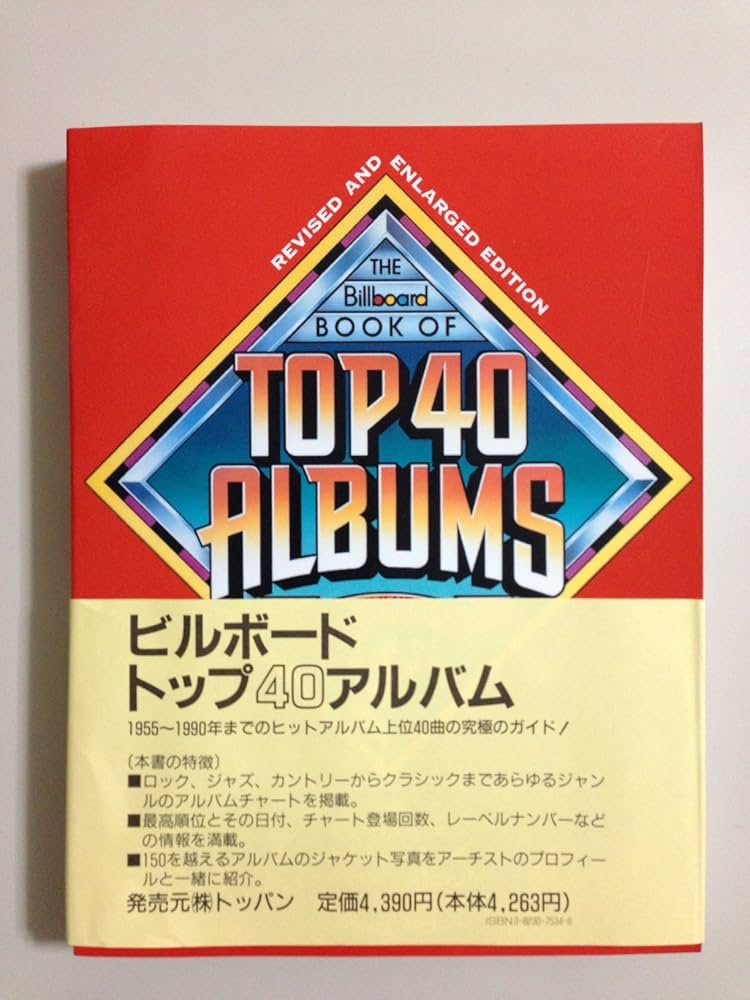 REVISED AND ENLARGED EDITION
THE
Billboard
BOOK OF
TOP 40
ALBUMS
ビルボード
トップ40アルバム
1955〜1990年までのヒットアルバム上位40曲の究極のガイド!
〔本書の特徴〕
■ロック、ジャズ、カントリーからクラシックまであらゆるジャン
ルのアルバムチャートを掲載。
■最高順位とその日付、チャート登場回数、レーベルナンバーなど
の情報を満載。
■150を越えるアルバムのジャケット写真をアーチストのプロフィー
ルと一緒に紹介。
発売元㈱トッパン 定価4,390円(本体4,263円)
ISBN0-8230-7534-6